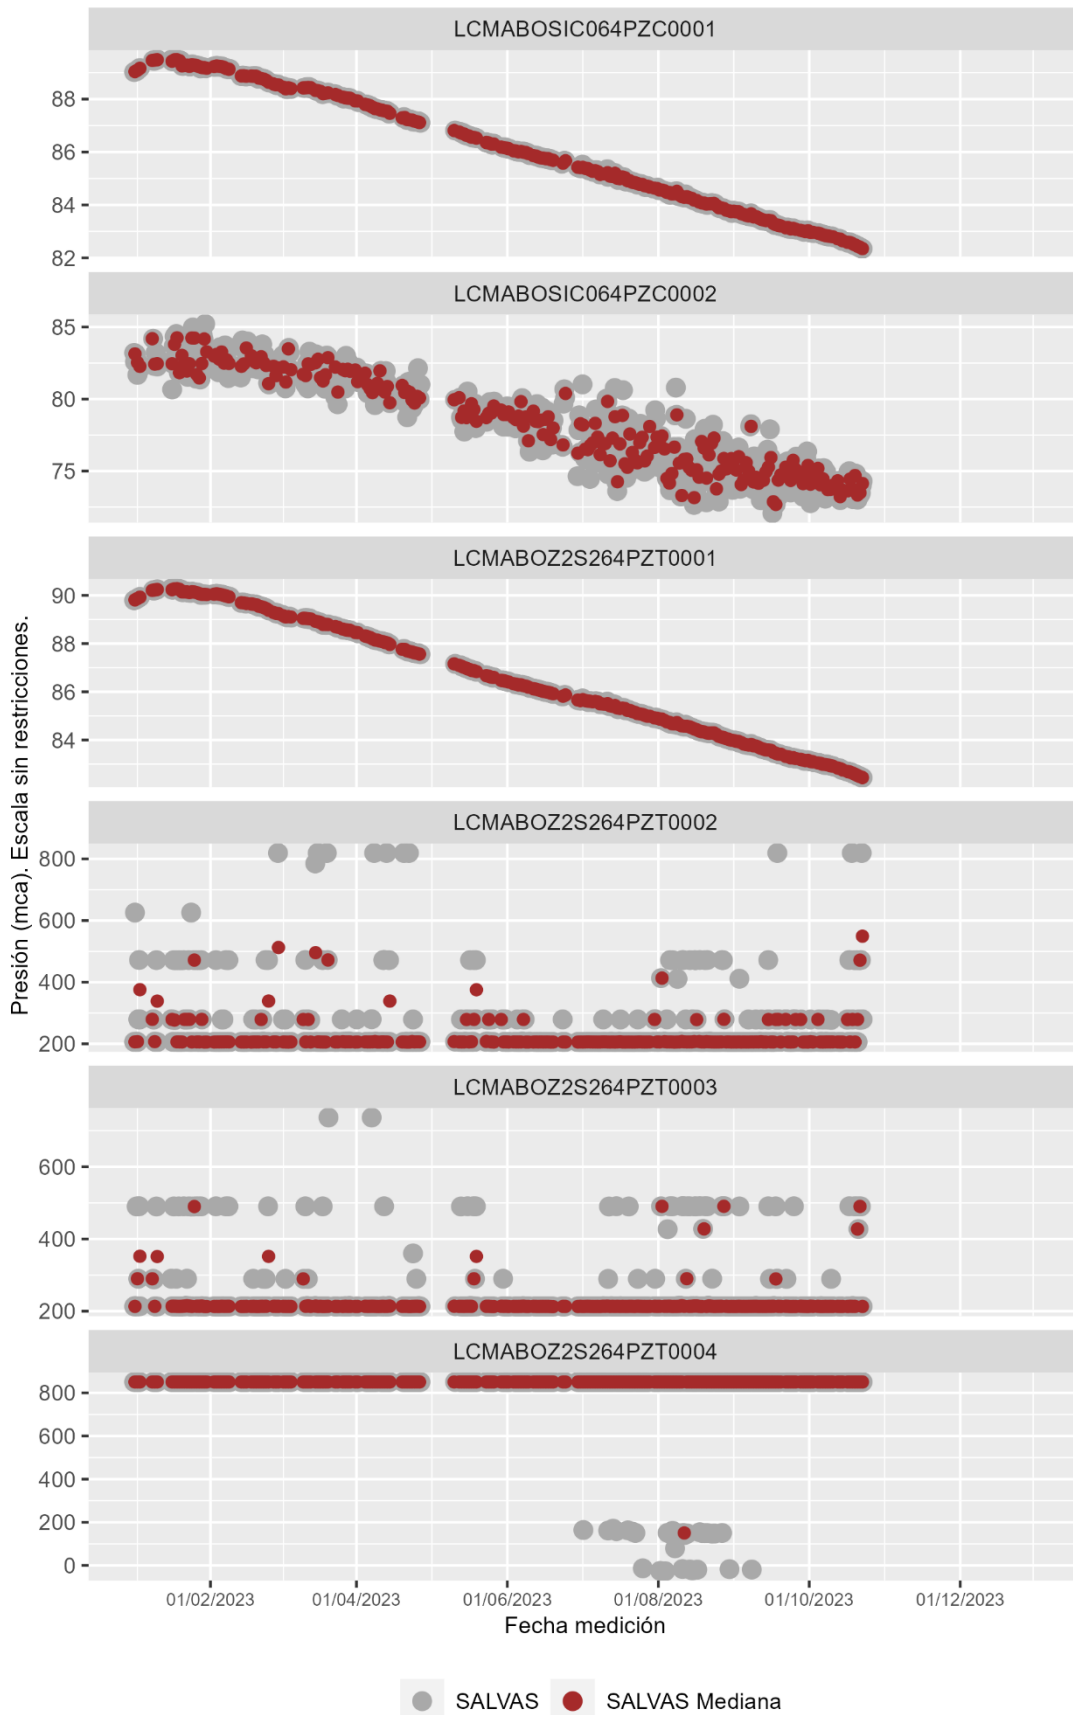 LCMABOSIC064PZC0001
88
86
84
82
LCMABOSIC064PZC0002
85
80
75
LCMABOZ2S264PZT0001
90
88
86
84
Presión (mca). Escala sin restricciones.
LCMABOZ2S264PZT0002
800
600
400
200
LCMABOZ2S264PZT0003
600
400
200
LCMABOZ2S264PZT0004
800
600
400
200
0
01/02/2023 01/04/2023 01/06/2023 01/08/2023 01/10/2023 01/12/2023
Fecha medición
SALVAS SALVAS Mediana